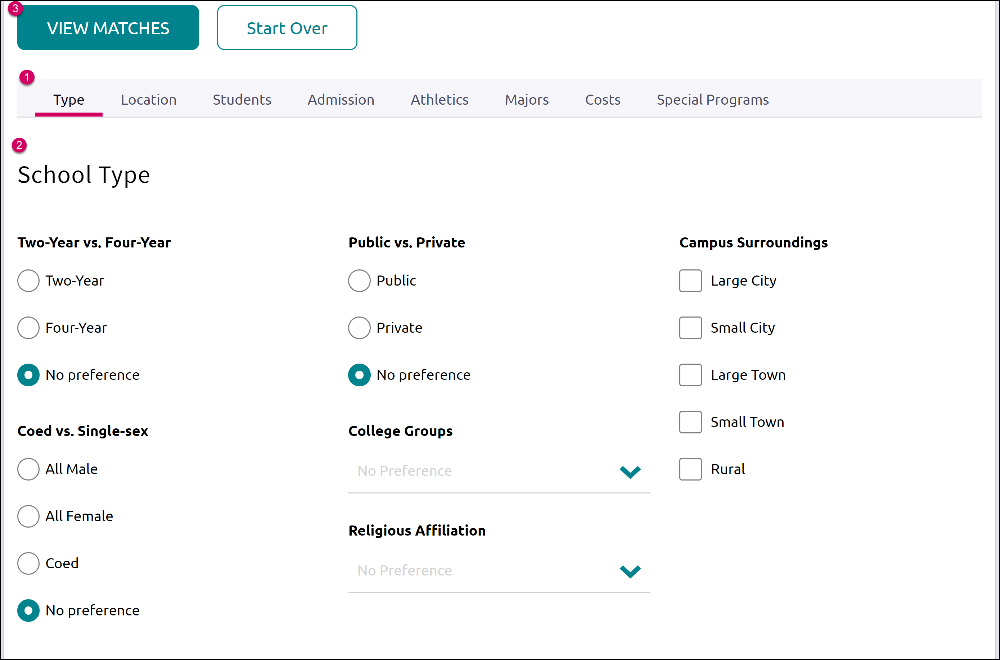 3
VIEW MATCHES
Start Over
1
Type Location Students Admission Athletics Majors Costs Special Programs
2
School Type
Two-Year vs. Four-Year
Two-Year
Four-Year
No preference
Coed vs. Single-sex
All Male
All Female
Coed
No preference
Public vs. Private
Public
Private
No preference
College Groups
No Preference
Religious Affiliation
No Preference
Campus Surroundings
Large City
Small City
Large Town
Small Town
Rural